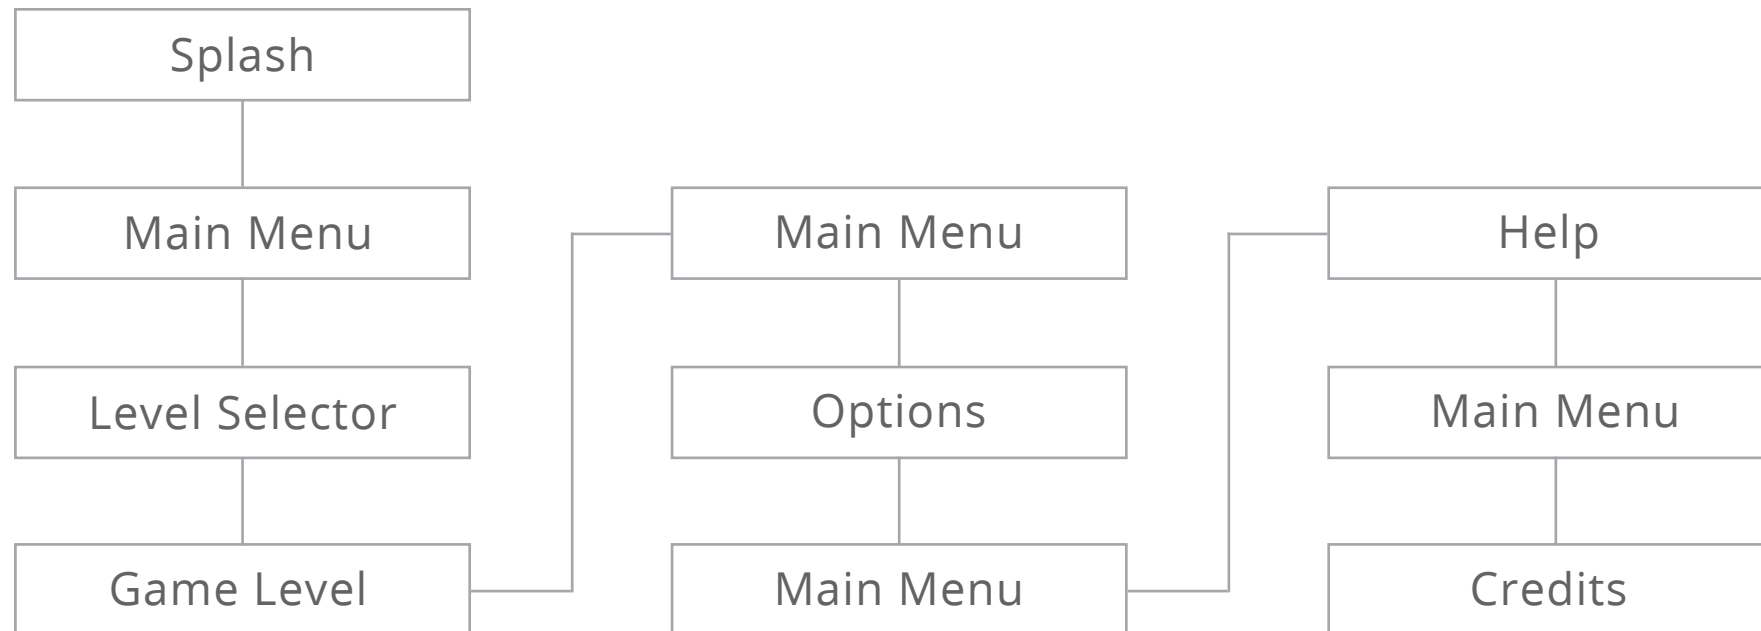 Splash
Main Menu
Level Selector
Game Level
Main Menu
Options
Main Menu
Help
Main Menu
Credits